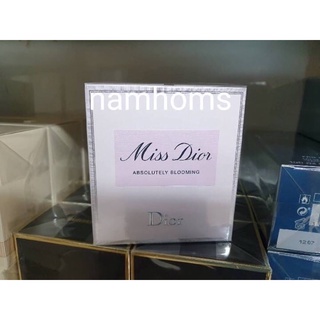 namhoms
Miss Dior
ABSOLUTELY BLOOMING
Dior